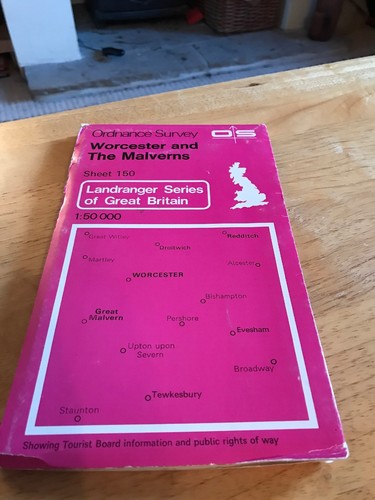 Ordnance Survey OS
Worcester and
The Malverns
Sheet 150
Landranger Series
of Great Britain
1:50 000
Great Witley
Redditch
Droitwich
Martley
Alcester
WORCESTER
Bishampton
Great
Malvern
Pershore
Evesham
Upton upon
Severn
Broadway
Tewkesbury
Staunton
Showing Tourist Board information and public rights of way